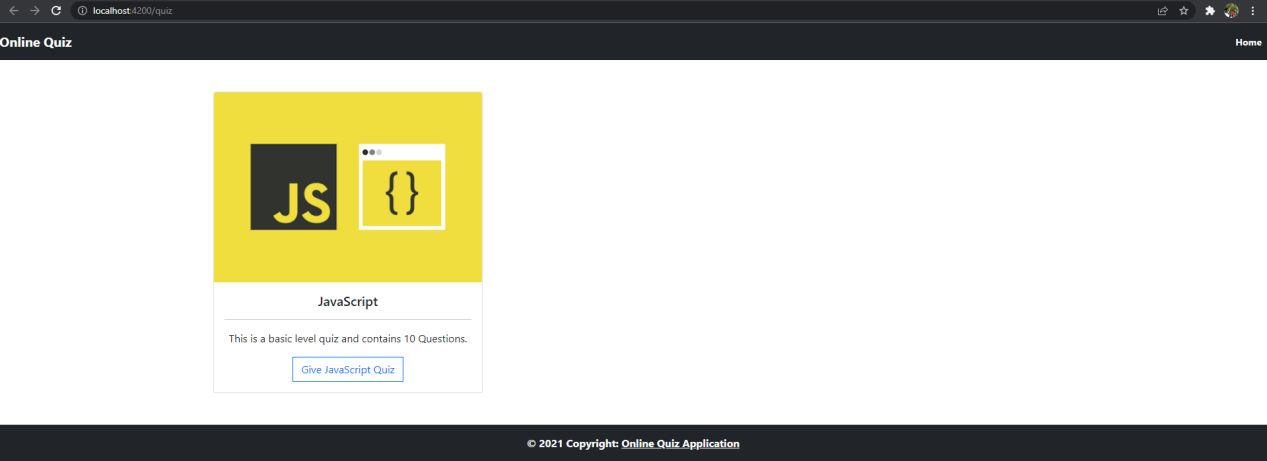 localhost:4200/quiz
Online Quiz
Home
JS
{}
JavaScript
This is a basic level quiz and contains 10 Questions.
Give JavaScript Quiz
© 2021 Copyright: Online Quiz Application